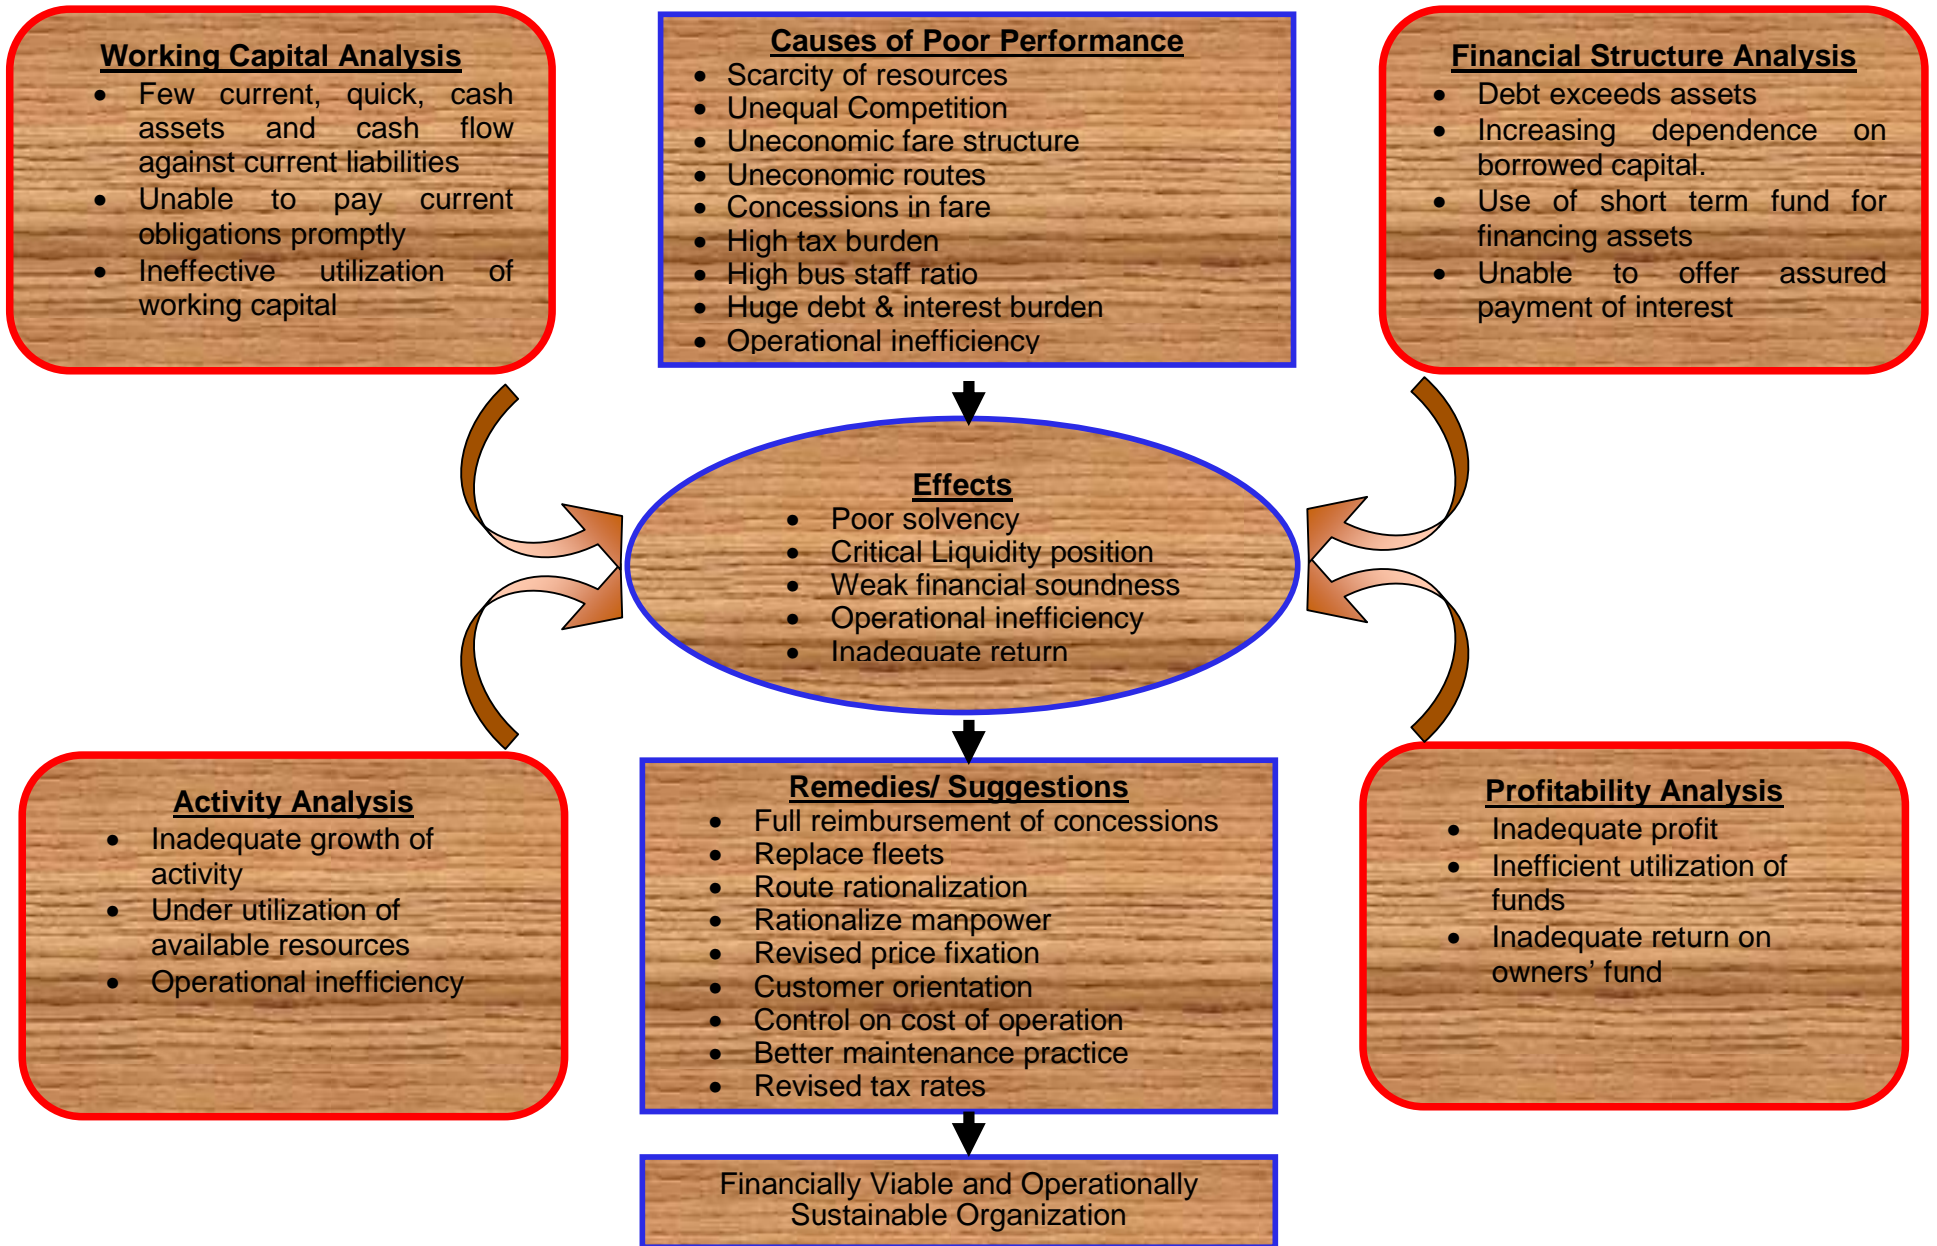 Working Capital Analysis
• Few current, quick, cash
assets and cash flow
against current liabilities
• Unable to pay current
obligations promptly
• Ineffective utilization of
working capital
Causes of Poor Performance
• Scarcity of resources
• Unequal Competition
• Uneconomic fare structure
• Uneconomic routes
• Concessions in fare
• High tax burden
• High bus staff ratio
• Huge debt & interest burden
• Operational inefficiency
Financial Structure Analysis
• Debt exceeds assets
• Increasing dependence on
borrowed capital.
• Use of short term fund for
financing assets
• Unable to offer assured
payment of interest
Effects
• Poor solvency
• Critical Liquidity position
• Weak financial soundness
• Operational inefficiency
• Inadequate return
Activity Analysis
• Inadequate growth of
activity
• Under utilization of
available resources
• Operational inefficiency
Remedies/ Suggestions
• Full reimbursement of concessions
• Replace fleets
• Route rationalization
• Rationalize manpower
• Revised price fixation
• Customer orientation
• Control on cost of operation
• Better maintenance practice
• Revised tax rates
Profitability Analysis
• Inadequate profit
• Inefficient utilization of
funds
• Inadequate return on
owners’ fund
Financially Viable and Operationally
Sustainable Organization